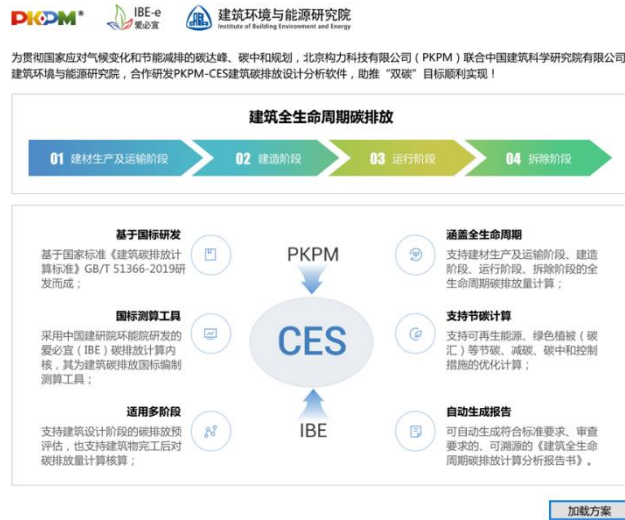 PKPM
IBE-e
爱必宜
建筑环境与能源研究院
Institute of Building Environment and Energy
为贯彻国家应对气候变化和节能减排的碳达峰、碳中和规划，北京构力科技有限公司（PKPM）联合中国建筑科学研究院有限公司
建筑环境与能源研究院，合作研发PKPM-CES建筑碳排放设计分析软件，助推“双碳”目标顺利实现！
建筑全生命周期碳排放
01 建材生产及运输阶段
02 建造阶段
03 运行阶段
04 拆除阶段
基于国标研发
基于国家标准《建筑碳排放计
算标准》GB/T 51366-2019研
发而成；
国标测算工具
采用中国建研院环能院研发的
爱必宜（IBE）碳排放计算内
核，其为建筑碳排放国标编制
测算工具；
适用多阶段
支持建筑设计阶段的碳排放预
评估，也支持建筑物完工后对
碳排放量计算核算；
PKPM
CES
IBE
涵盖全生命周期
支持建材生产及运输阶段、建造
阶段、运行阶段、拆除阶段的全
生命周期碳排放量计算；
支持节碳计算
支持可再生能源、绿色植被（碳
汇）等节碳、减碳、碳中和控制
措施的优化计算；
自动生成报告
可自动生成符合标准要求、审查
要求的、可溯源的《建筑全生命
周期碳排放计算分析报告书》。
加载方案